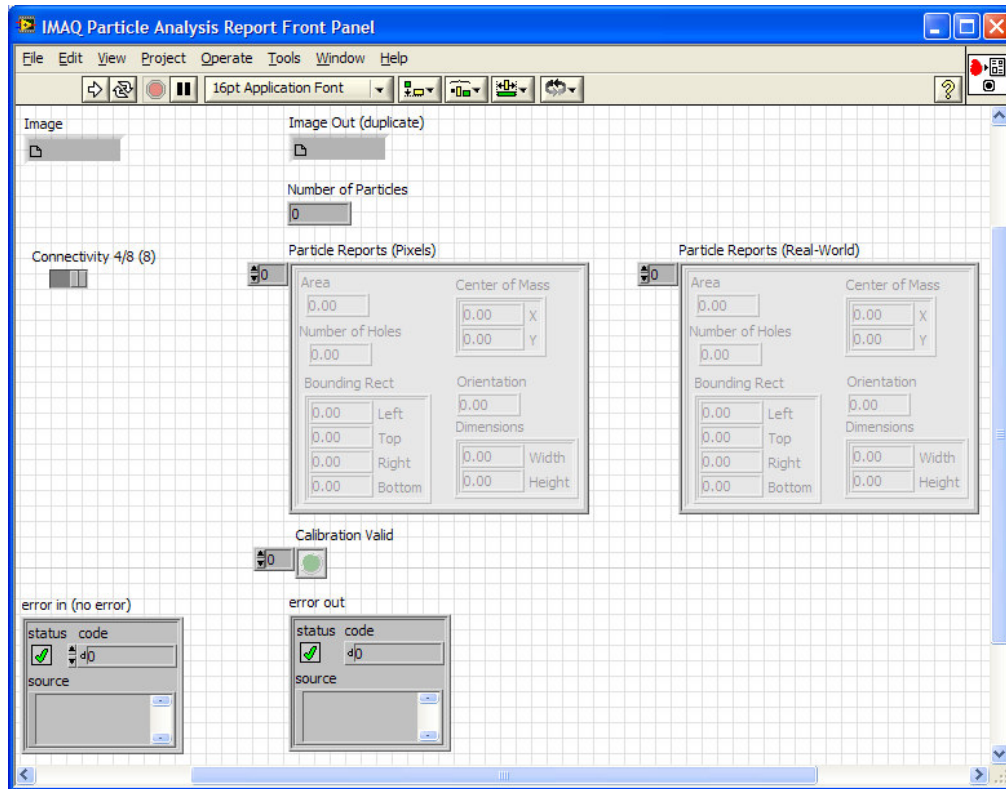 IMAQ Particle Analysis Report Front Panel
File Edit View Project Operate Tools Window Help
16pt Application Font
Image
Image Out (duplicate)
Number of Particles
0
Connectivity 4/8 (8)
Particle Reports (Pixels)
0
Area
0.00
Number of Holes
0.00
Center of Mass
0.00 X
0.00 Y
Bounding Rect
0.00 Left
0.00 Top
0.00 Right
0.00 Bottom
Orientation
0.00
Dimensions
0.00 Width
0.00 Height
Particle Reports (Real-World)
0
Area
0.00
Number of Holes
0.00
Center of Mass
0.00 X
0.00 Y
Bounding Rect
0.00 Left
0.00 Top
0.00 Right
0.00 Bottom
Orientation
0.00
Dimensions
0.00 Width
0.00 Height
Calibration Valid
0
error in (no error)
status code
d0
source
error out
status code
d0
source